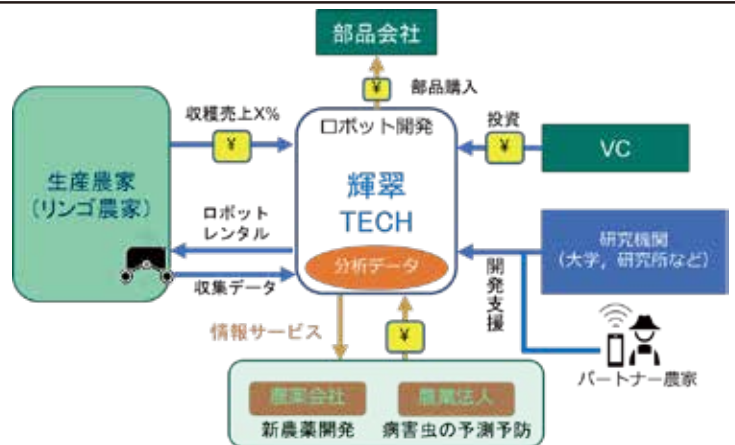 部品会社
¥
部品購入
収穫売上X%
¥
ロボット開発
投資
¥
VC
生産農家
(リンゴ農家)
輝翠
TECH
ロボット
レンタル
分析データ
収集データ
研究機関
(大学，研究所など)
開発支援
情報サービス
¥
パートナー農家
農薬会社
農業法人
新農薬開発
病害虫の予測予防